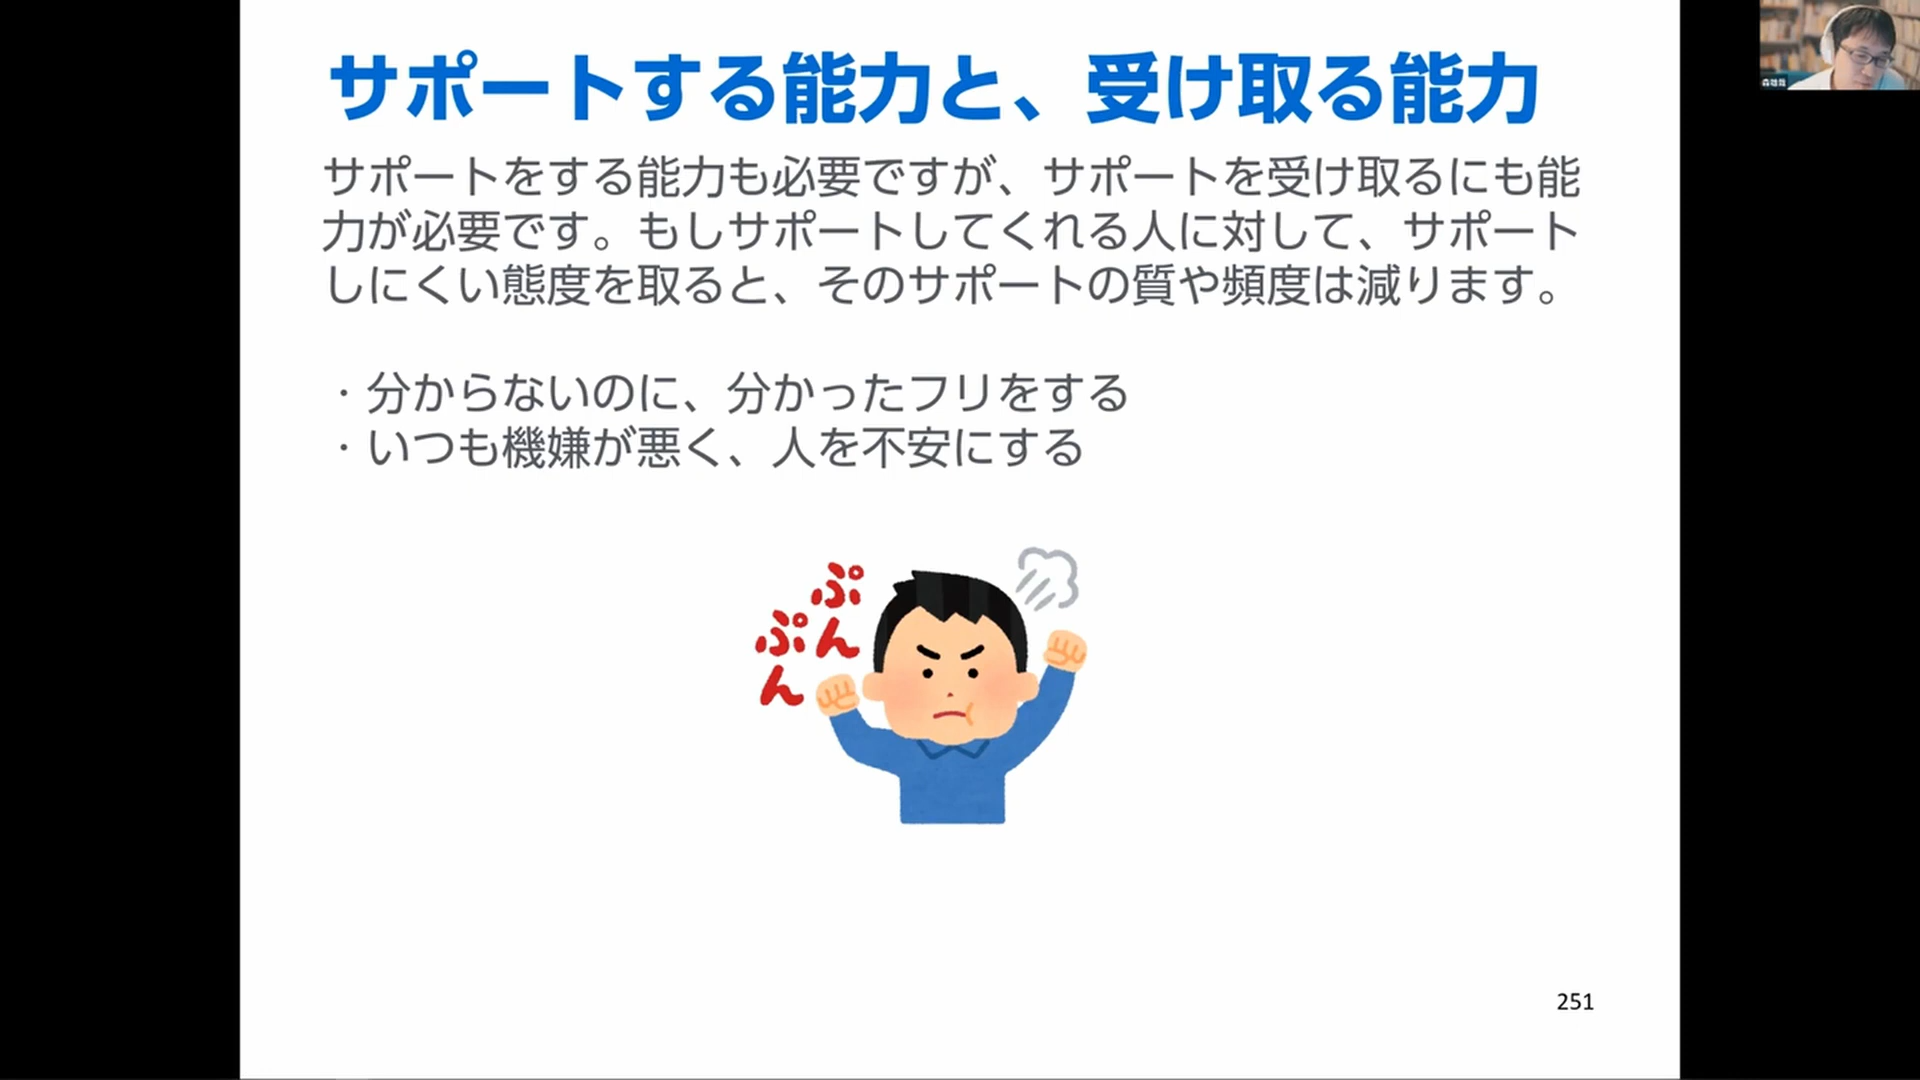 サポートする能力と、受け取る能力
サポートをする能力も必要ですが、サポートを受け取るにも能
力が必要です。もしサポートしてくれる人に対して、サポート
しにくい態度を取ると、そのサポートの質や頻度は減ります。
・分からないのに、分かったフリをする
・いつも機嫌が悪く、人を不安にする
ぷん
ぷん
251